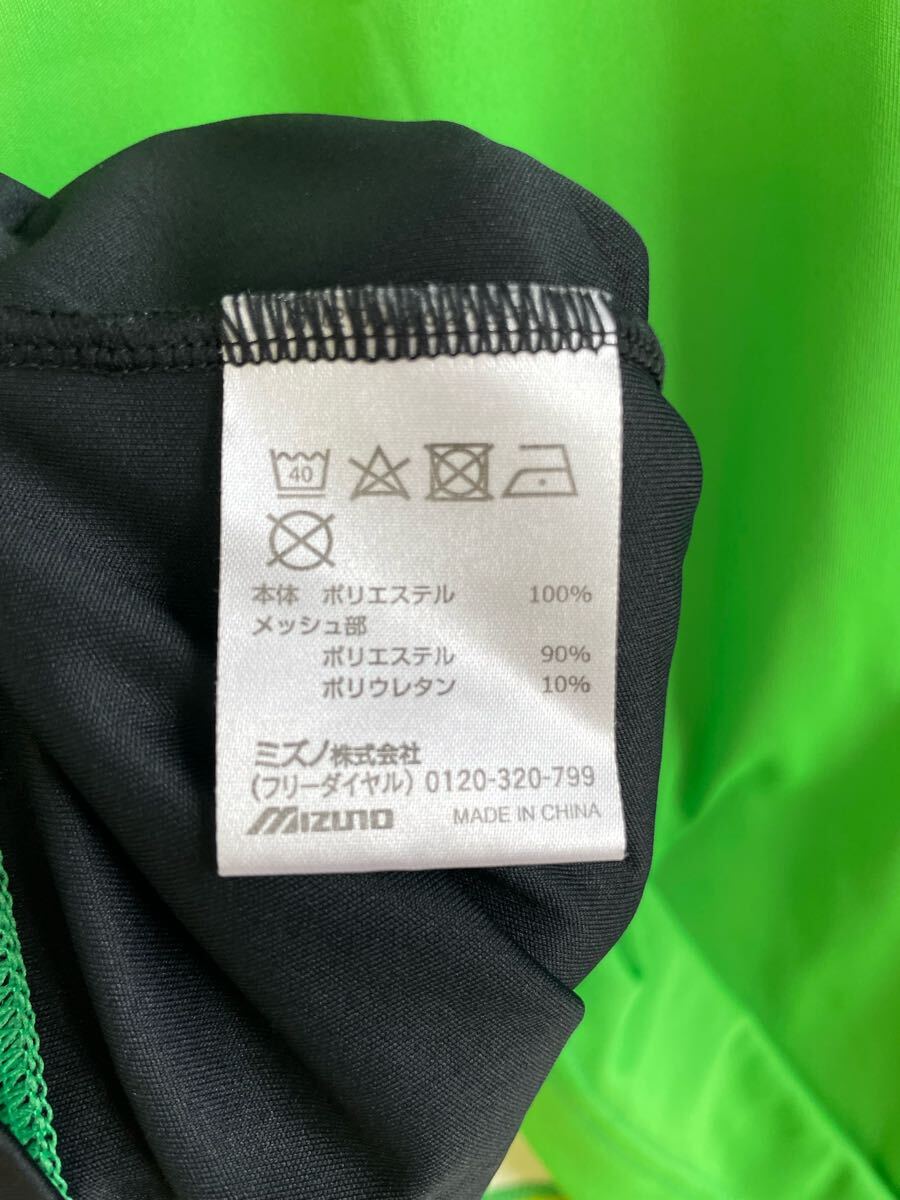 40
本体 ポリエステル 100%
メッシュ部
ポリエステル 90%
ポリウレタン 10%
ミズノ株式会社
(フリーダイヤル) 0120-320-799
MIZUNO MADE IN CHINA